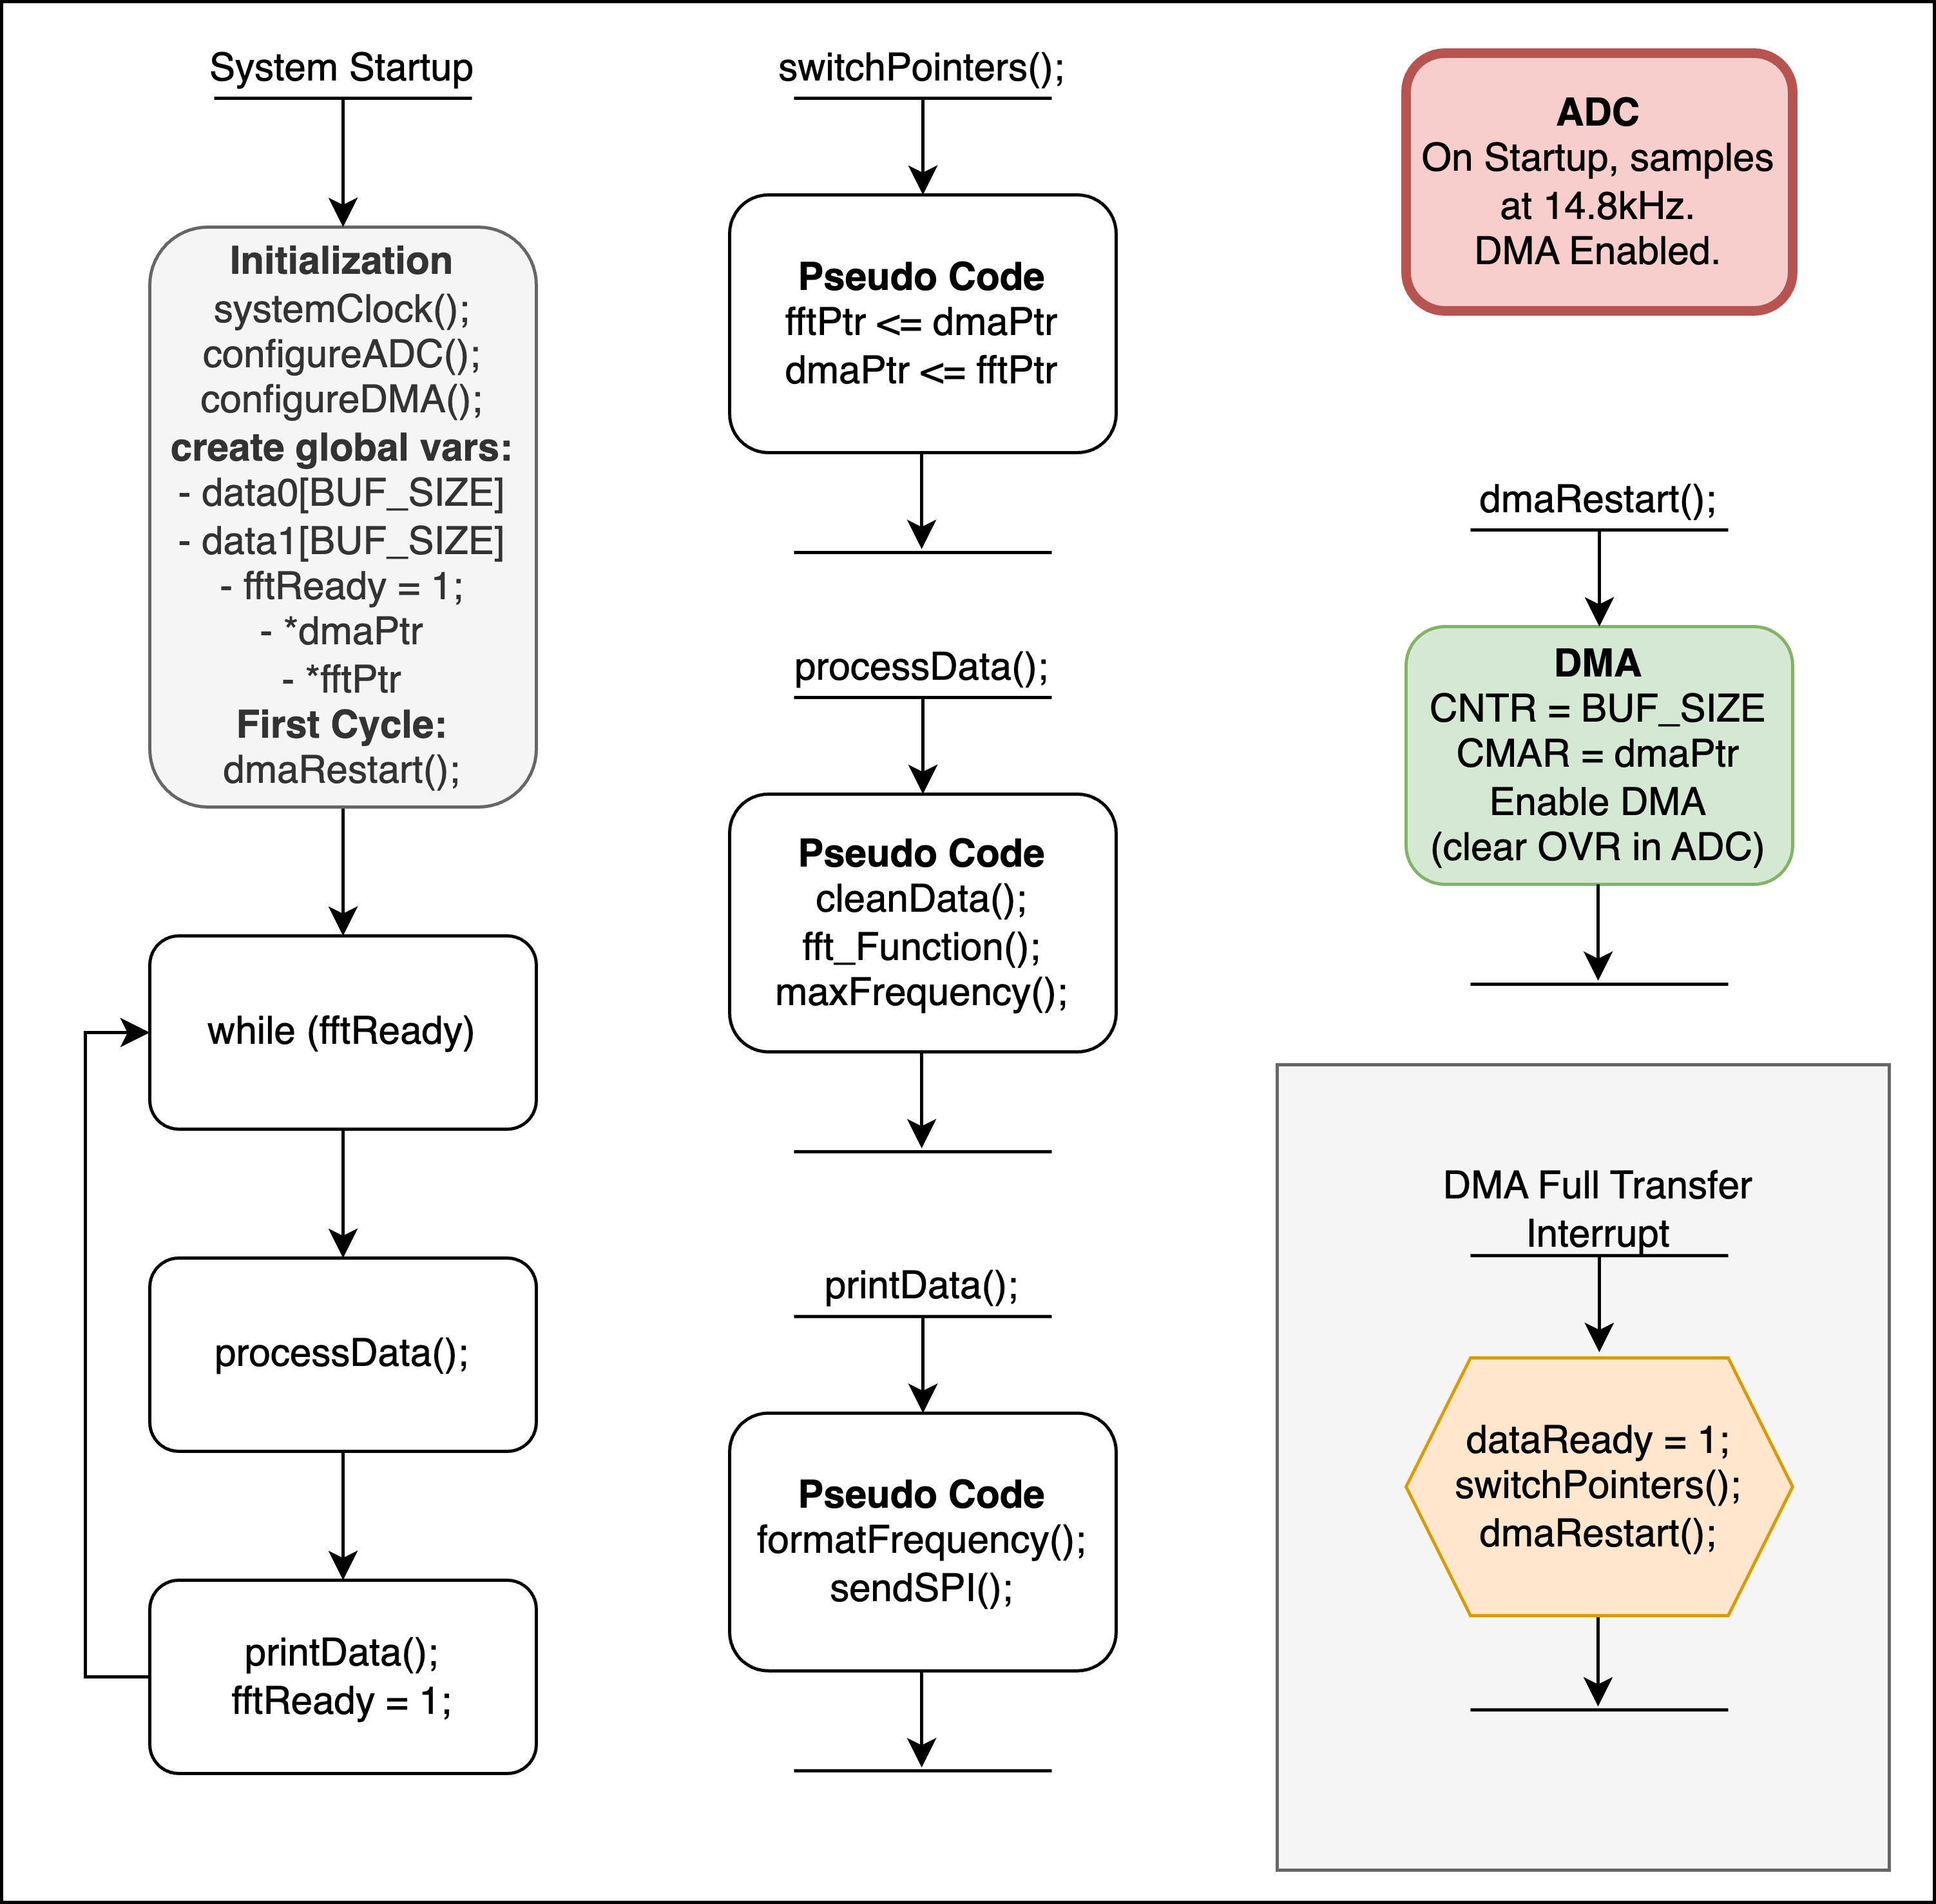 System Startup
Initialization
systemClock();
configureADC();
configureDMA();
create global vars:
- data0[BUF_SIZE]
- data1[BUF_SIZE]
- fftReady = 1;
- *dmaPtr
- *fftPtr
First Cycle:
dmaRestart();
while (fftReady)
processData();
printData();
fftReady = 1;
switchPointers();
Pseudo Code
fftPtr <= dmaPtr
dmaPtr <= fftPtr
processData();
Pseudo Code
cleanData();
fft_Function();
maxFrequency();
printData();
Pseudo Code
formatFrequency();
sendSPI();
ADC
On Startup, samples
at 14.8kHz.
DMA Enabled.
dmaRestart();
DMA
CNTR = BUF_SIZE
CMAR = dmaPtr
Enable DMA
(clear OVR in ADC)
DMA Full Transfer
Interrupt
dataReady = 1;
switchPointers();
dmaRestart();